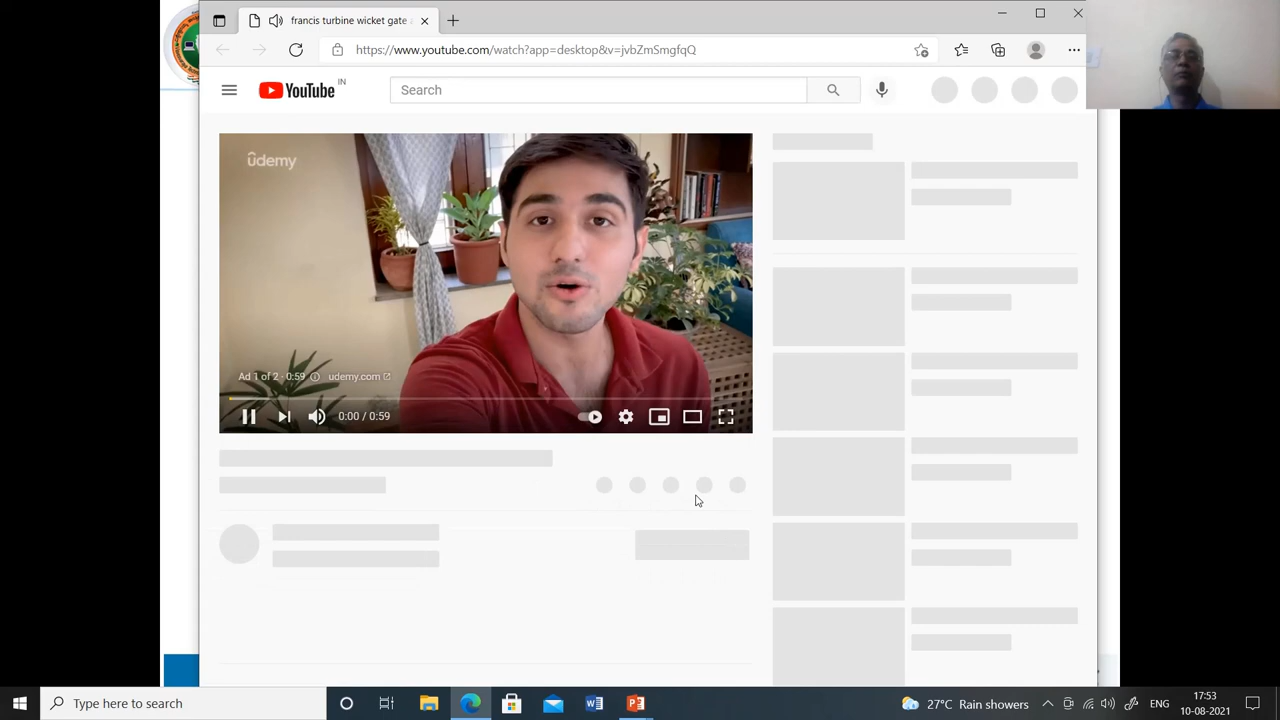 francis turbine wicket gate
https://www.youtube.com/watch?app=desktop&v=jvbZmSmgfqQ
YouTube IN
Search
ûdemy
Ad 1 of 2 · 0:59 udemy.com
0:00 / 0:59
Type here to search
27°C Rain showers
ENG
17:53
10-08-2021